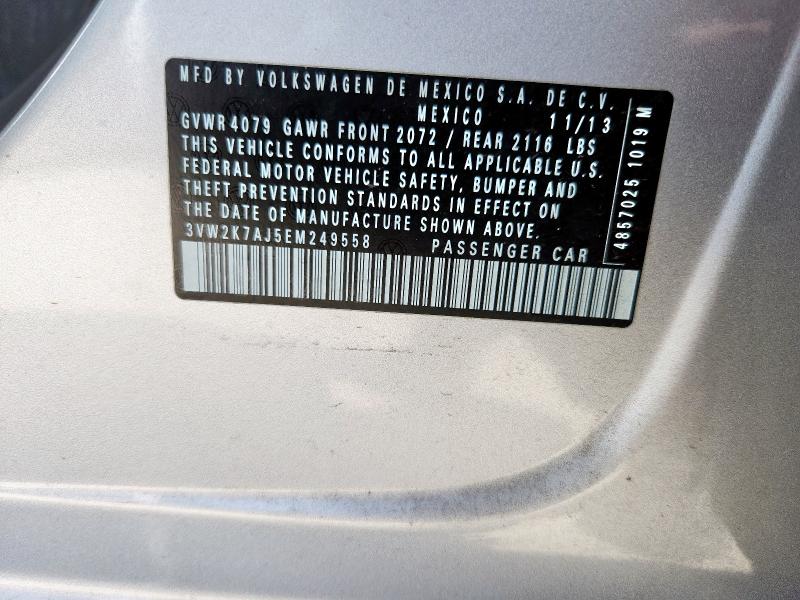 MFD BY VOLKSWAGEN DE MEXICO S.A. DE C.V.
MEXICO 11/13
GVWR 4079 GAWR FRONT 2072 / REAR 2116 LBS
THIS VEHICLE CONFORMS TO ALL APPLICABLE U.S.
FEDERAL MOTOR VEHICLE SAFETY, BUMPER AND
THEFT PREVENTION STANDARDS IN EFFECT ON
THE DATE OF MANUFACTURE SHOWN ABOVE.
3VW2K7AJ5EM249558 PASSENGER CAR
4857025 1019 M